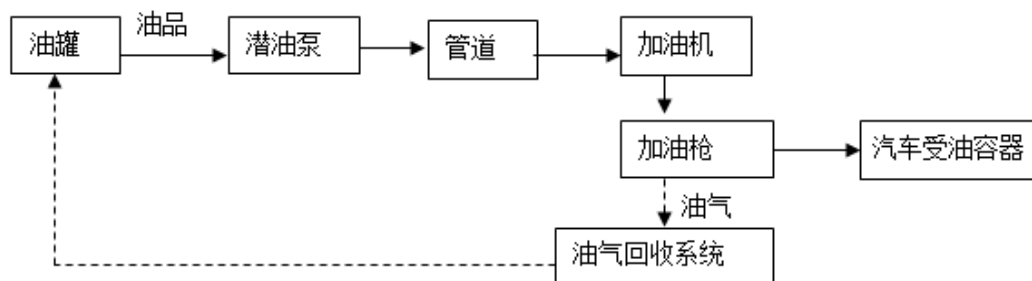 油罐
油品
潜油泵
管道
加油机
加油枪
汽车受油容器
油气
油气回收系统